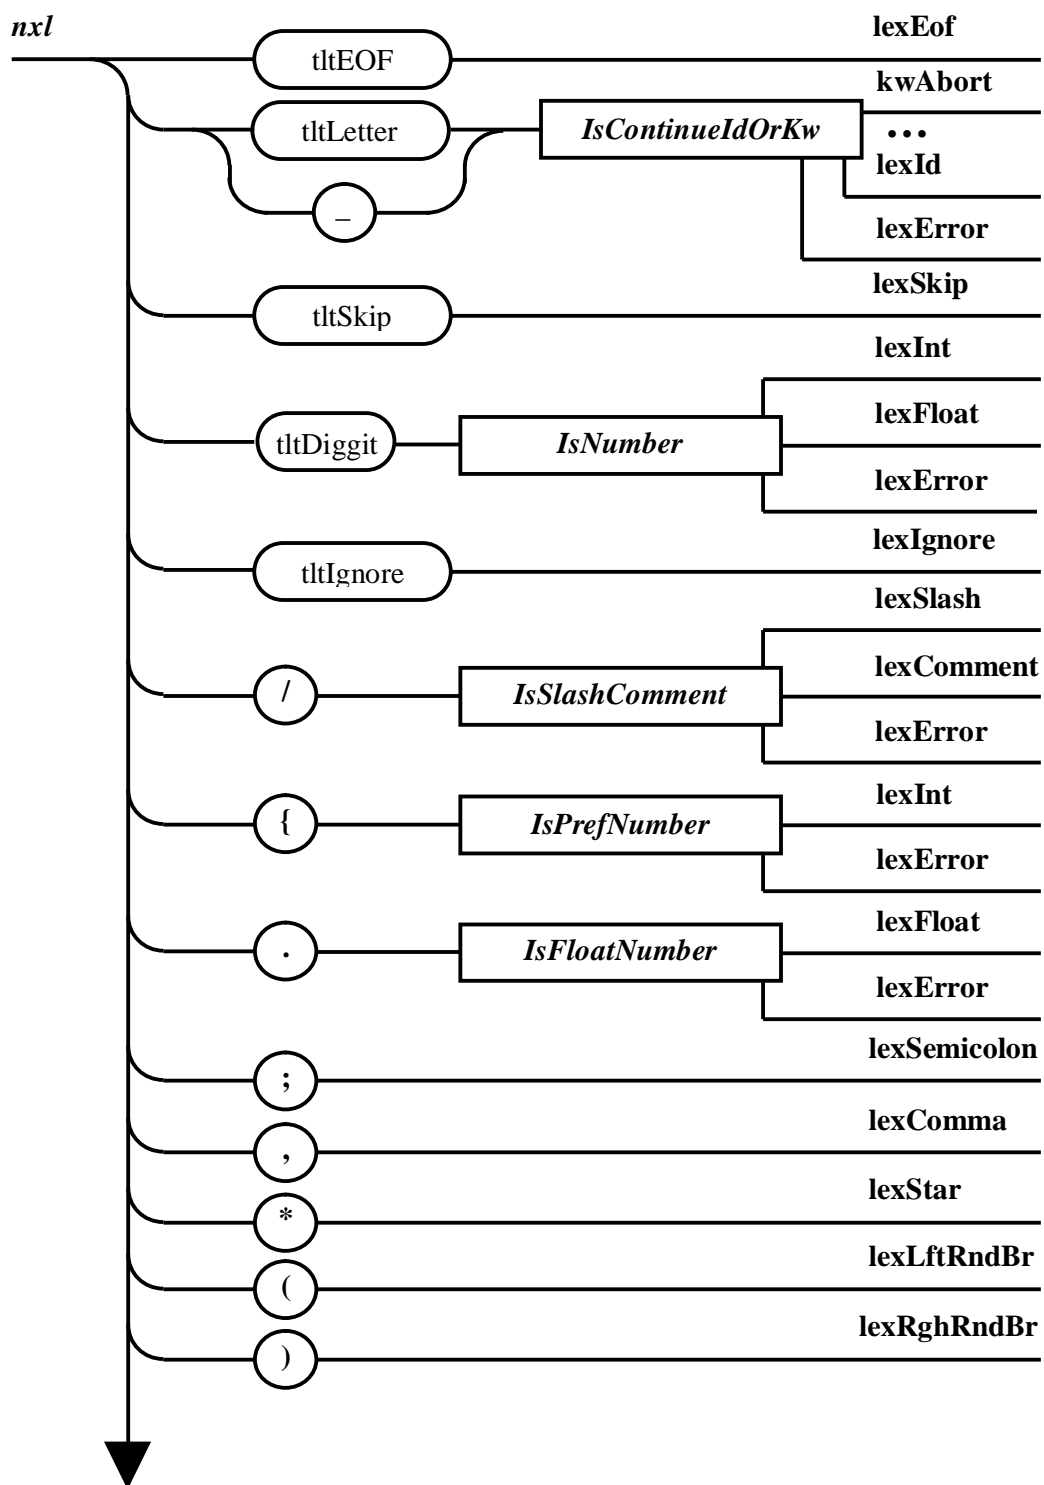 nxl
lexEof
tltEOF
kwAbort
tltLetter
IsContinueIdOrKw
...
lexId
_
lexError
lexSkip
tltSkip
lexInt
lexFloat
tltDiggit
IsNumber
lexError
lexIgnore
tltIgnore
lexSlash
lexComment
/
IsSlashComment
lexError
lexInt
{
IsPrefNumber
lexError
lexFloat
.
IsFloatNumber
lexError
lexSemicolon
;
lexComma
,
lexStar
*
lexLftRndBr
(
lexRghRndBr
)